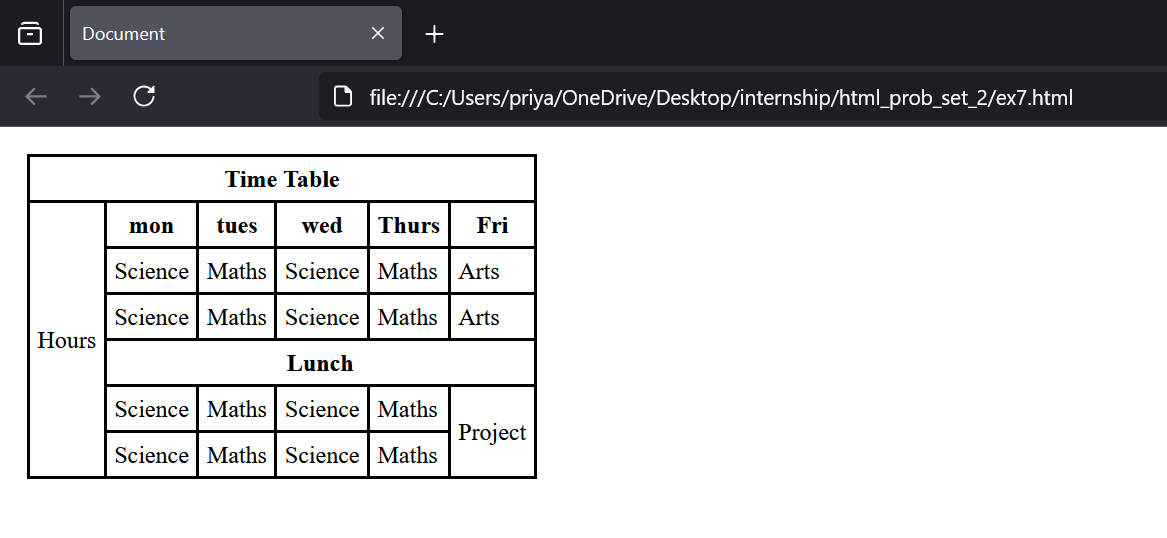 Document
file:///C:/Users/priya/OneDrive/Desktop/internship/html_prob_set_2/ex7.html
Time Table
mon tues wed Thurs Fri
Science Maths Science Maths Arts
Science Maths Science Maths Arts
Hours
Lunch
Science Maths Science Maths
Project
Science Maths Science Maths